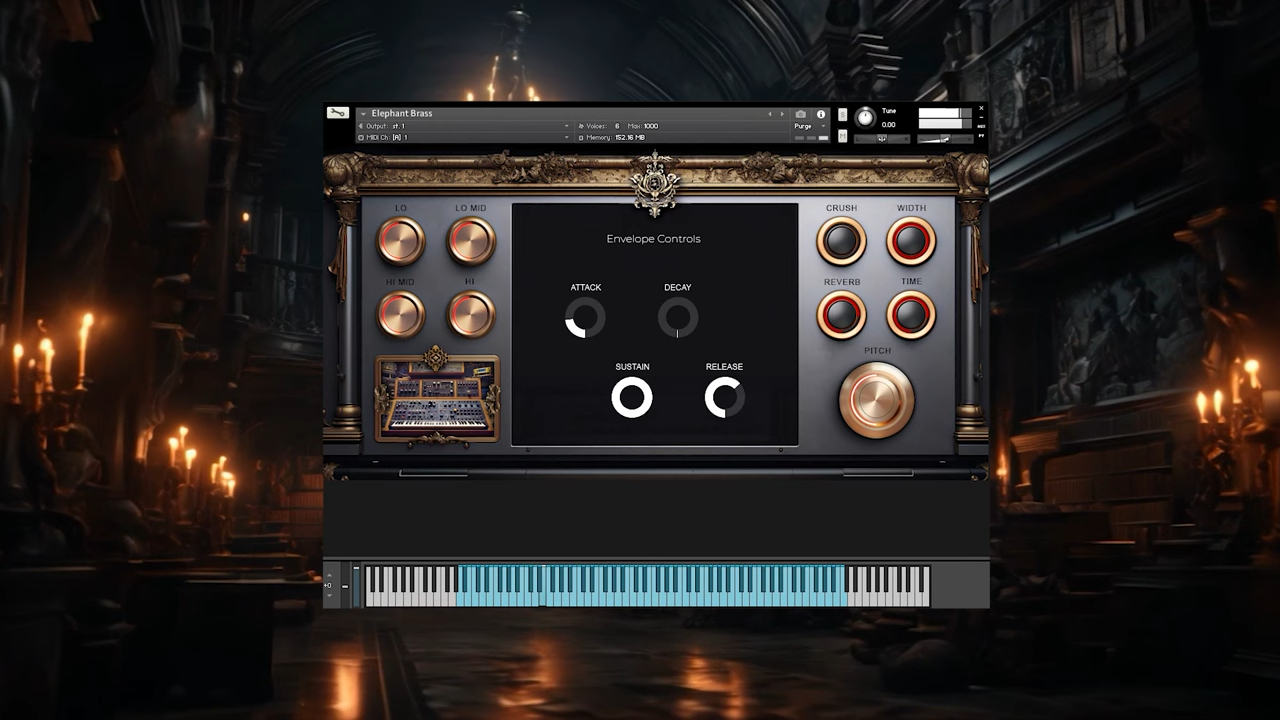 Elephant Brass
Output: st. 1
Voices: 6 Max: 1000
Purge
MIDI Ch: [A] 1
Memory: 152.16 MB
S
M
Tune
0.00
LO
LO MID
HI MID
HI
Envelope Controls
ATTACK
DECAY
SUSTAIN
RELEASE
CRUSH
WIDTH
REVERB
TIME
PITCH
+0